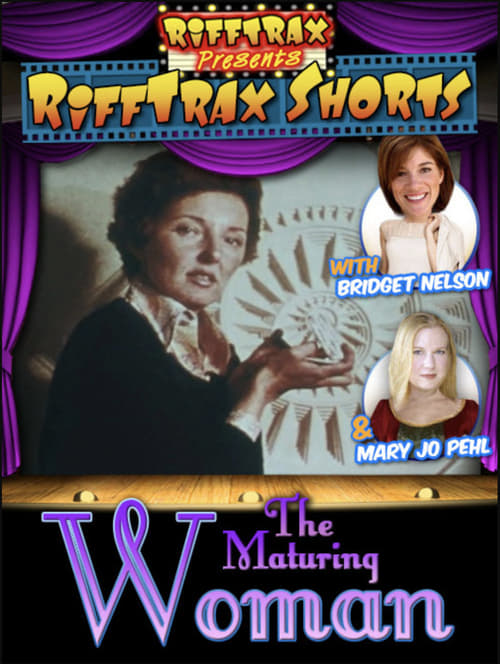 RIFFTRAX
Presents
RIFFTRAX SHORTS
WITH
BRIDGET NELSON
&
MARY JO PEHL
The
Maturing
Woman